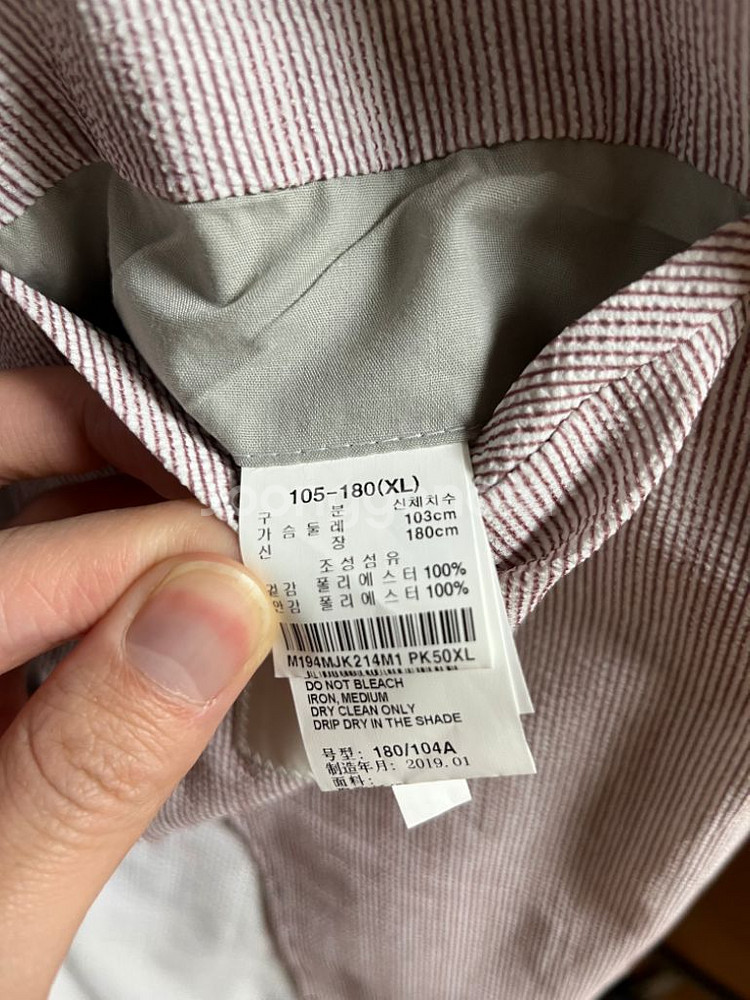 105-180(XL)
구 분 신체치수
가 슴 둘 레 103cm
신 장 180cm
조성섬유
겉감 폴리에스터 100%
안감 폴리에스터 100%
M194MJK214M1 PK50XL
DO NOT BLEACH
IRON, MEDIUM
DRY CLEAN ONLY
DRIP DRY IN THE SHADE
号型: 180/104A
制造年月: 2019.01
面料: